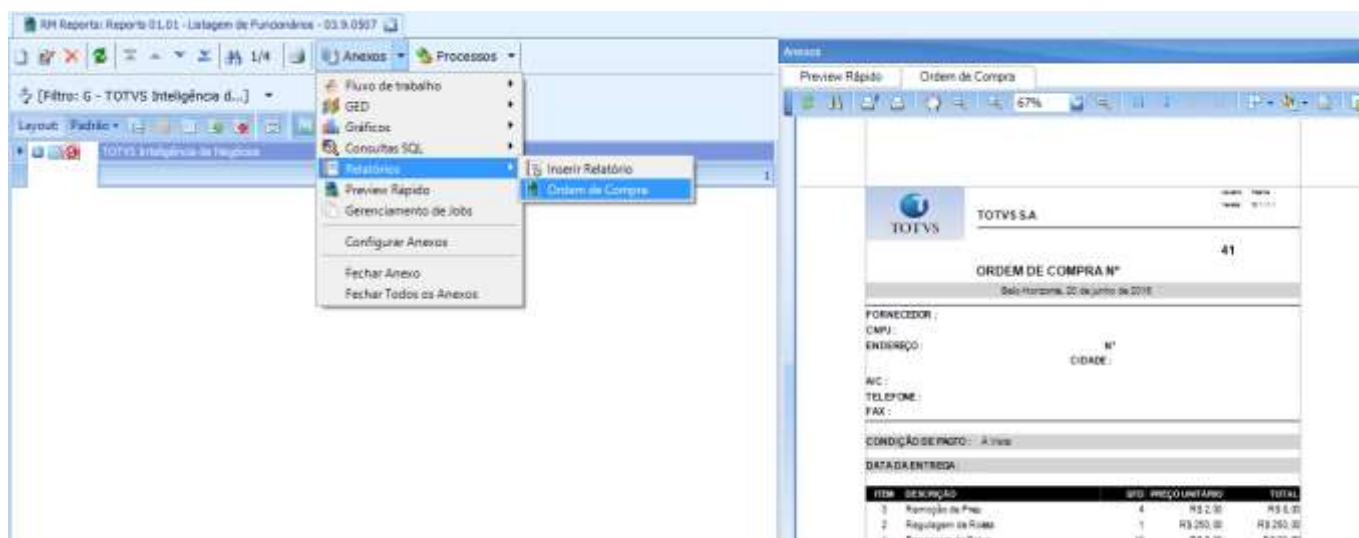 RM Reports: Reports 01.01 - Listagem de Funcionários - 03.9.0507
1/4 Anexos Processos
[Filtro: G - TOTVS Inteligência d...]
Layout: Padrão
TOTVS Inteligência de Negócios
1
Fluxo de trabalho
GED
Gráficos
Consultas SQL
Relatórios
Preview Rápido
Gerenciamento de Jobs
Configurar Anexos
Fechar Anexo
Fechar Todos os Anexos
Inserir Relatório
Ordem de Compra
Anexos
Preview Rápido Ordem de Compra
67%
TOTVS
TOTVS S.A
41
ORDEM DE COMPRA Nº
Belo Horizonte, 20 de junho de
FORNECEDOR :
CNPJ :
ENDEREÇO : Nº
CIDADE :
A/C :
TELEFONE :
FAX :
CONDIÇÃO DE PAGTO : A Vista
DATA DA ENTREGA :
ITEM DESCRIÇÃO QTD PREÇO UNITÁRIO TOTAL
Remoção de 4 R$ 2,00
2 Regulagem de 1 R$ 250,00 R$ 250,00